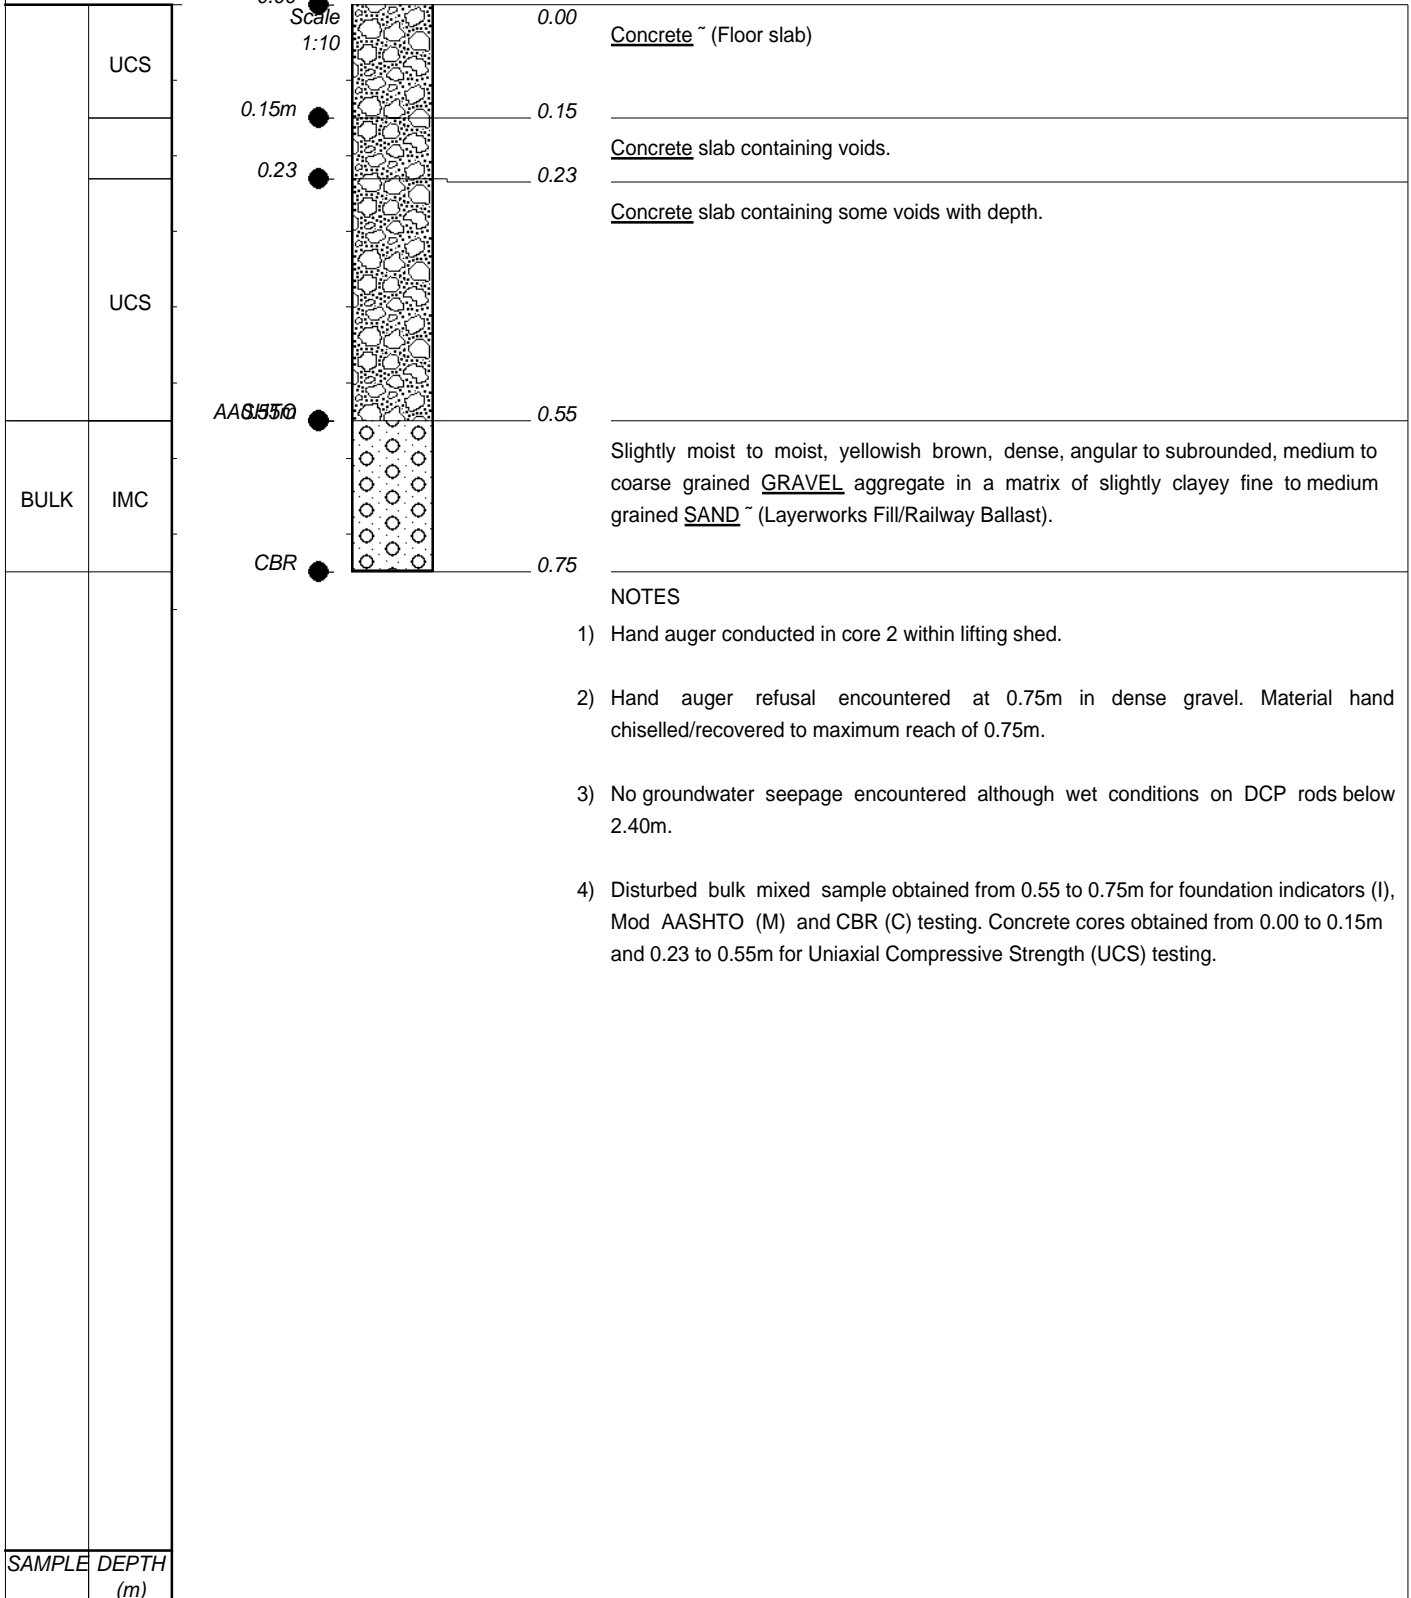 Scale
1:10
0.00
Concrete ˜ (Floor slab)
UCS
0.15m
0.15
Concrete slab containing voids.
0.23
0.23
Concrete slab containing some voids with depth.
UCS
AASHTO
0.55m
0.55
Slightly moist to moist, yellowish brown, dense, angular to subrounded, medium to
coarse grained GRAVEL aggregate in a matrix of slightly clayey fine to medium
grained SAND ˜ (Layerworks Fill/Railway Ballast).
BULK
IMC
CBR
0.75
NOTES
1) Hand auger conducted in core 2 within lifting shed.
2) Hand auger refusal encountered at 0.75m in dense gravel. Material hand
chiselled/recovered to maximum reach of 0.75m.
3) No groundwater seepage encountered although wet conditions on DCP rods below
2.40m.
4) Disturbed bulk mixed sample obtained from 0.55 to 0.75m for foundation indicators (I),
Mod AASHTO (M) and CBR (C) testing. Concrete cores obtained from 0.00 to 0.15m
and 0.23 to 0.55m for Uniaxial Compressive Strength (UCS) testing.
SAMPLE
DEPTH
(m)